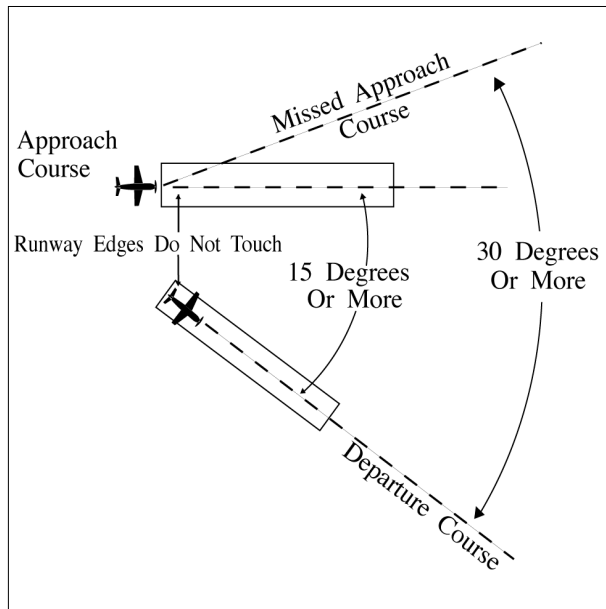 Missed Approach
Course
Approach
Course
Runway Edges Do Not Touch
15 Degrees
Or More
30 Degrees
Or More
Departure Course